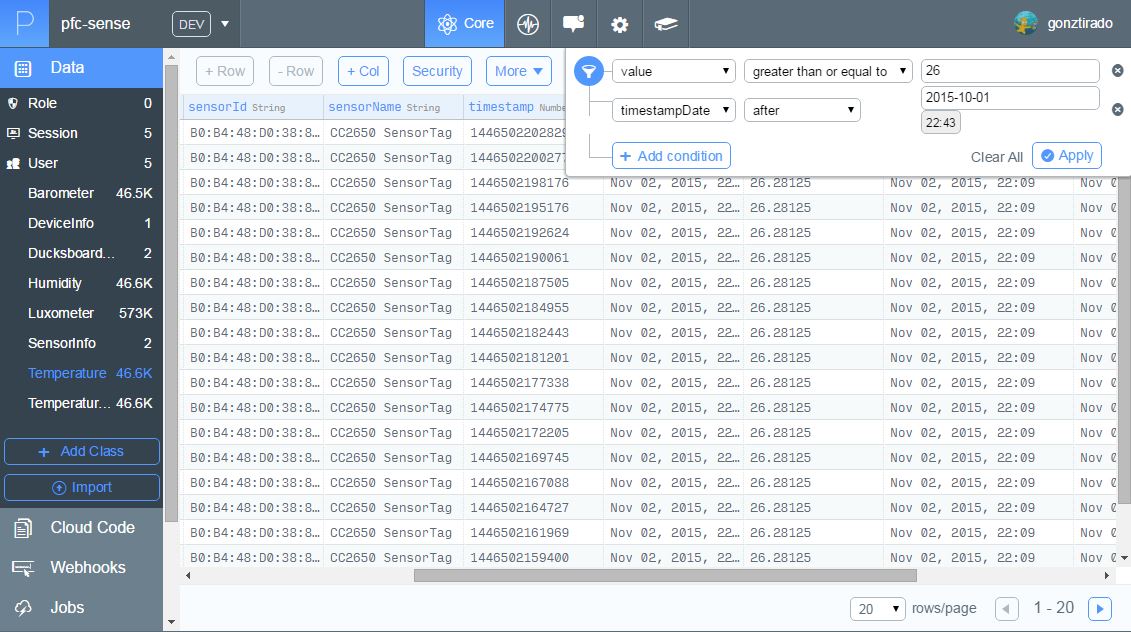 P pfc-sense DEV Core gonztirado
Data
Role 0
Session 5
User 5
Barometer 46.5K
DeviceInfo 1
Ducksboard... 2
Humidity 46.6K
Luxometer 573K
SensorInfo 2
Temperature 46.6K
Temperatur... 46.6K
+ Add Class
Import
Cloud Code
Webhooks
Jobs
+ Row - Row + Col Security More
value greater than or equal to 26
timestampDate after 2015-10-01
22:43
+ Add condition Clear All Apply
sensorId String sensorName String timestamp Numbe
B0:B4:48:D0:38:8… CC2650 SensorTag 1446502202829
B0:B4:48:D0:38:8… CC2650 SensorTag 144650220027
B0:B4:48:D0:38:8… CC2650 SensorTag 1446502198176 Nov 02, 2015, 22… 26.28125 Nov 02, 2015, 22:09 Nov 0
B0:B4:48:D0:38:8… CC2650 SensorTag 1446502195176 Nov 02, 2015, 22… 26.28125 Nov 02, 2015, 22:09 Nov 0
B0:B4:48:D0:38:8… CC2650 SensorTag 1446502192624 Nov 02, 2015, 22… 26.28125 Nov 02, 2015, 22:09 Nov 0
B0:B4:48:D0:38:8… CC2650 SensorTag 1446502190061 Nov 02, 2015, 22… 26.28125 Nov 02, 2015, 22:09 Nov 0
B0:B4:48:D0:38:8… CC2650 SensorTag 1446502187505 Nov 02, 2015, 22… 26.28125 Nov 02, 2015, 22:09 Nov 0
B0:B4:48:D0:38:8… CC2650 SensorTag 1446502184955 Nov 02, 2015, 22… 26.28125 Nov 02, 2015, 22:09 Nov 0
B0:B4:48:D0:38:8… CC2650 SensorTag 1446502182443 Nov 02, 2015, 22… 26.28125 Nov 02, 2015, 22:09 Nov 0
B0:B4:48:D0:38:8… CC2650 SensorTag 1446502181201 Nov 02, 2015, 22… 26.28125 Nov 02, 2015, 22:09 Nov 0
B0:B4:48:D0:38:8… CC2650 SensorTag 1446502177338 Nov 02, 2015, 22… 26.28125 Nov 02, 2015, 22:09 Nov 0
B0:B4:48:D0:38:8… CC2650 SensorTag 1446502174775 Nov 02, 2015, 22… 26.28125 Nov 02, 2015, 22:09 Nov 0
B0:B4:48:D0:38:8… CC2650 SensorTag 1446502172205 Nov 02, 2015, 22… 26.28125 Nov 02, 2015, 22:09 Nov 0
B0:B4:48:D0:38:8… CC2650 SensorTag 1446502169745 Nov 02, 2015, 22… 26.28125 Nov 02, 2015, 22:09 Nov 0
B0:B4:48:D0:38:8… CC2650 SensorTag 1446502167088 Nov 02, 2015, 22… 26.28125 Nov 02, 2015, 22:09 Nov 0
B0:B4:48:D0:38:8… CC2650 SensorTag 1446502164727 Nov 02, 2015, 22… 26.28125 Nov 02, 2015, 22:09 Nov 0
B0:B4:48:D0:38:8… CC2650 SensorTag 1446502161969 Nov 02, 2015, 22… 26.28125 Nov 02, 2015, 22:09 Nov 0
B0:B4:48:D0:38:8… CC2650 SensorTag 1446502159400 Nov 02, 2015, 22… 26.28125 Nov 02, 2015, 22:09 Nov 0
20 rows/page 1 - 20